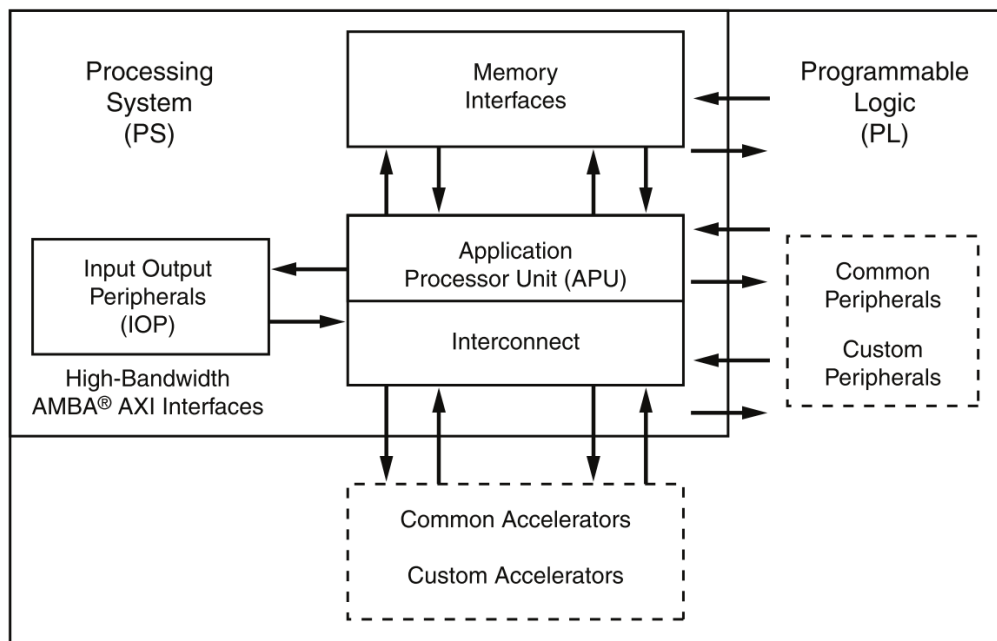 Processing
System
(PS)
Memory
Interfaces
Programmable
Logic
(PL)
Input Output
Peripherals
(IOP)
Application
Processor Unit (APU)
Interconnect
Common
Peripherals
Custom
Peripherals
High-Bandwidth
AMBA® AXI Interfaces
Common Accelerators
Custom Accelerators